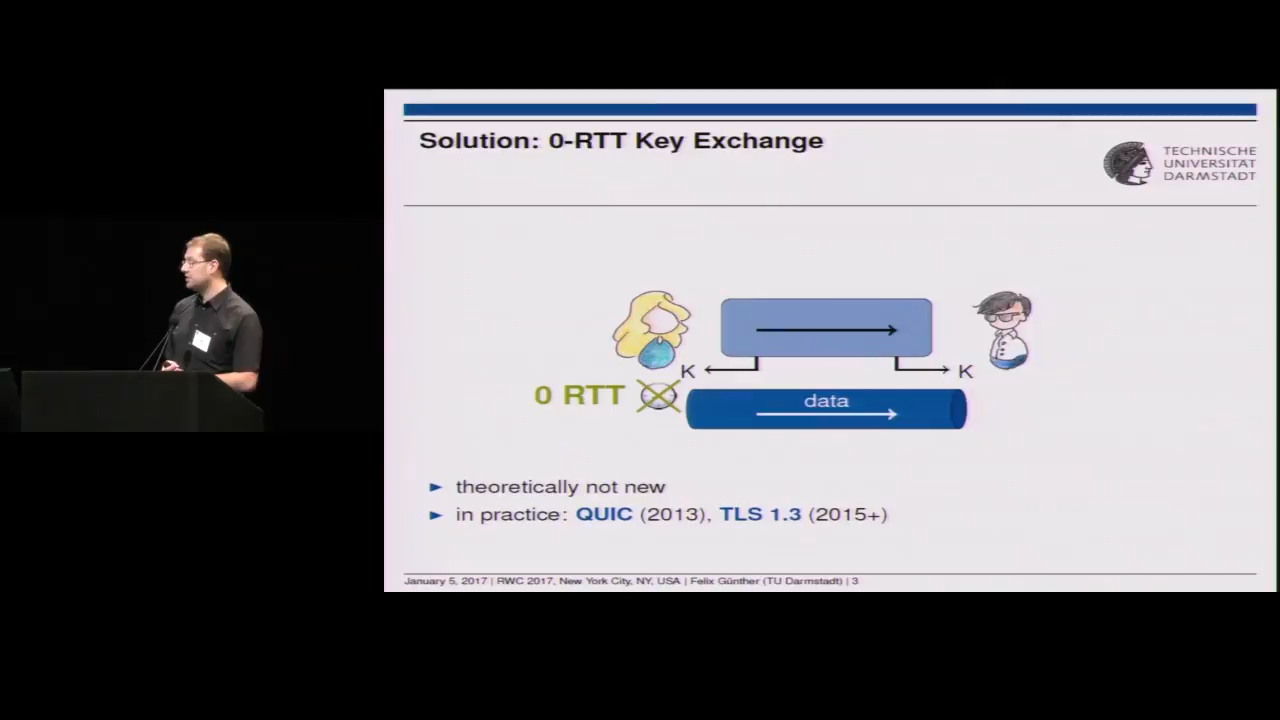 Solution: 0-RTT Key Exchange
TECHNISCHE
UNIVERSITÄT
DARMSTADT
K
K
0 RTT
data
► theoretically not new
► in practice: QUIC (2013), TLS 1.3 (2015+)
January 5, 2017 | RWC 2017, New York City, NY, USA | Felix Günther (TU Darmstadt) | 3